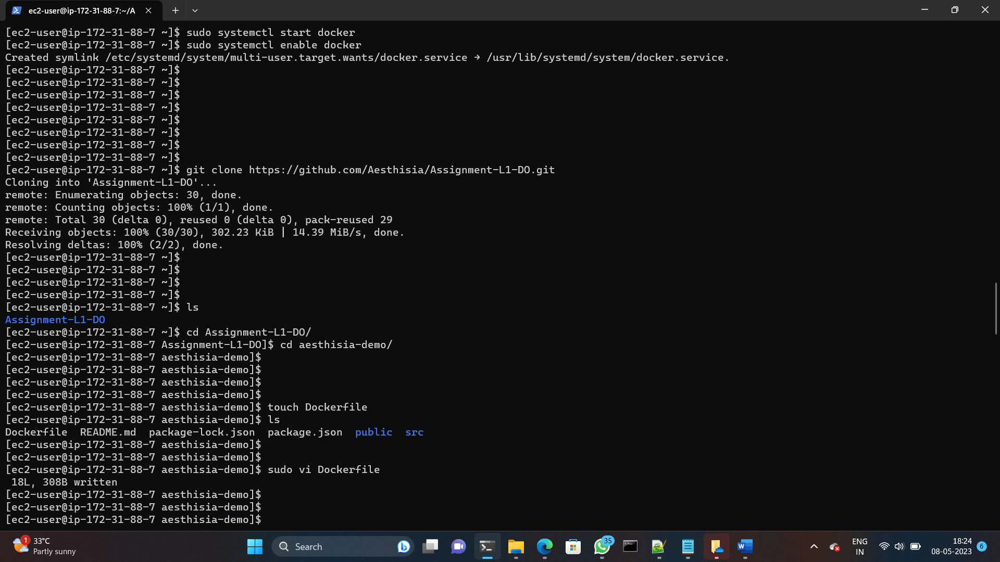 ec2-user@ip-172-31-88-7:~/A
[ec2-user@ip-172-31-88-7 ~]$ sudo systemctl start docker
[ec2-user@ip-172-31-88-7 ~]$ sudo systemctl enable docker
Created symlink /etc/systemd/system/multi-user.target.wants/docker.service → /usr/lib/systemd/system/docker.service.
[ec2-user@ip-172-31-88-7 ~]$
[ec2-user@ip-172-31-88-7 ~]$
[ec2-user@ip-172-31-88-7 ~]$
[ec2-user@ip-172-31-88-7 ~]$
[ec2-user@ip-172-31-88-7 ~]$
[ec2-user@ip-172-31-88-7 ~]$
[ec2-user@ip-172-31-88-7 ~]$
[ec2-user@ip-172-31-88-7 ~]$
[ec2-user@ip-172-31-88-7 ~]$ git clone https://github.com/Aesthisia/Assignment-L1-DO.git
Cloning into 'Assignment-L1-DO'...
remote: Enumerating objects: 30, done.
remote: Counting objects: 100% (1/1), done.
remote: Total 30 (delta 0), reused 0 (delta 0), pack-reused 29
Receiving objects: 100% (30/30), 302.23 KiB | 14.39 MiB/s, done.
Resolving deltas: 100% (2/2), done.
[ec2-user@ip-172-31-88-7 ~]$
[ec2-user@ip-172-31-88-7 ~]$
[ec2-user@ip-172-31-88-7 ~]$
[ec2-user@ip-172-31-88-7 ~]$
[ec2-user@ip-172-31-88-7 ~]$ ls
Assignment-L1-DO
[ec2-user@ip-172-31-88-7 ~]$ cd Assignment-L1-DO/
[ec2-user@ip-172-31-88-7 Assignment-L1-DO]$ cd aesthisia-demo/
[ec2-user@ip-172-31-88-7 aesthisia-demo]$
[ec2-user@ip-172-31-88-7 aesthisia-demo]$
[ec2-user@ip-172-31-88-7 aesthisia-demo]$
[ec2-user@ip-172-31-88-7 aesthisia-demo]$
[ec2-user@ip-172-31-88-7 aesthisia-demo]$ touch Dockerfile
[ec2-user@ip-172-31-88-7 aesthisia-demo]$ ls
Dockerfile  README.md  package-lock.json  package.json  public  src
[ec2-user@ip-172-31-88-7 aesthisia-demo]$
[ec2-user@ip-172-31-88-7 aesthisia-demo]$
[ec2-user@ip-172-31-88-7 aesthisia-demo]$ sudo vi Dockerfile
18L, 308B written
[ec2-user@ip-172-31-88-7 aesthisia-demo]$
[ec2-user@ip-172-31-88-7 aesthisia-demo]$
[ec2-user@ip-172-31-88-7 aesthisia-demo]$
1 33°C
Partly sunny
Search
35
ENG
IN
18:24
08-05-2023
6